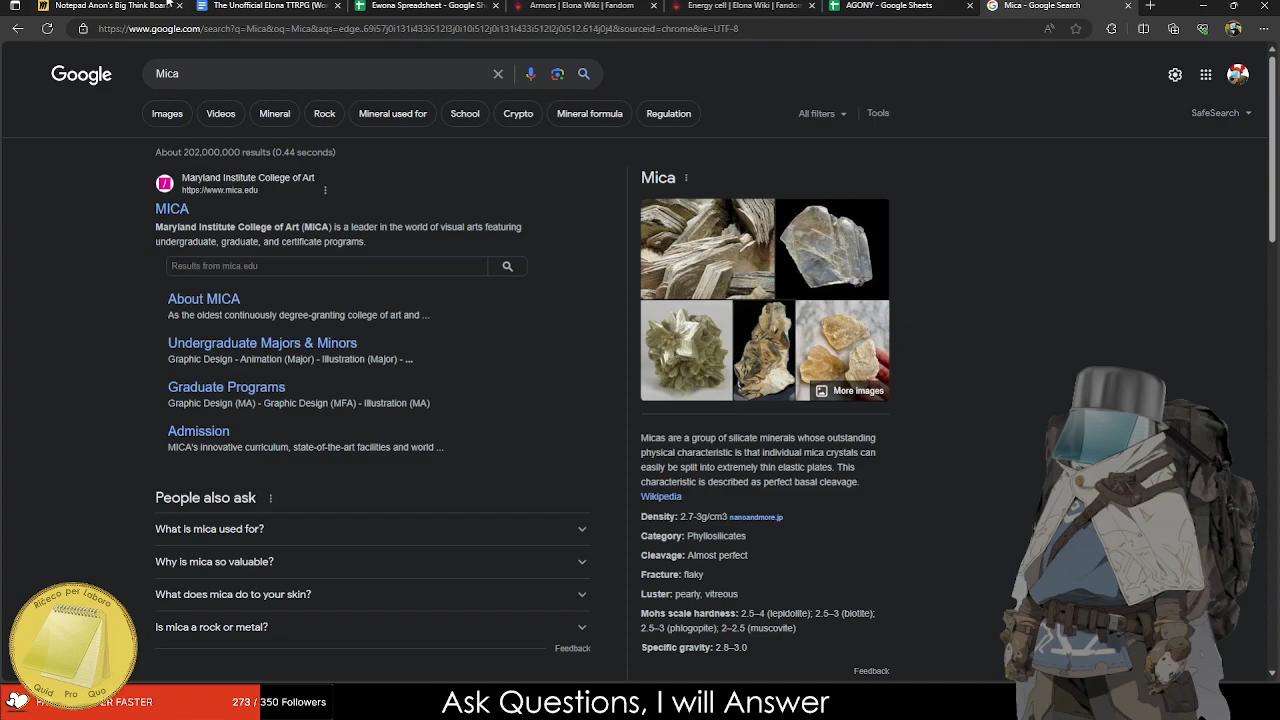 Notepad Anon's Big Think Boar
The Unofficial Elona TTRPG (Wor
Ewona Spreadsheet - Google Sh
Armos | Elona Wiki | Fandom
Energy cell | Elona Wiki | Fandom
AGONY - Google Sheets
Mica - Google Search
https://www.google.com/search?q=Mica&oq=Mica&aqs=edge..69i57j0i131i433i512l3j0i10i512j0i131i433i512l2j0i512.614j0j4&sourceid=chrome&ie=UTF-8
Google
Mica
Images
Videos
Mineral
Rock
Mineral used for
School
Crypto
Mineral formula
Regulation
All filters
Tools
SafeSearch
About 202,000,000 results (0.44 seconds)
Maryland Institute College of Art
https://www.mica.edu
MICA
Maryland Institute College of Art (MICA) is a leader in the world of visual arts featuring
undergraduate, graduate, and certificate programs.
Results from mica.edu
About MICA
As the oldest continuously degree-granting college of art and ...
Undergraduate Majors & Minors
Graphic Design - Animation (Major) - Illustration (Major) - ...
Graduate Programs
Graphic Design (MA) - Graphic Design (MFA) - Illustration (MA)
Admission
MICA's innovative curriculum, state-of-the-art facilities and world ...
People also ask
What is mica used for?
Why is mica so valuable?
What does mica do to your skin?
Is mica a rock or metal?
Feedback
Mica
More images
Micas are a group of silicate minerals whose outstanding
physical characteristic is that individual mica crystals can
easily be split into extremely thin elastic plates. This
characteristic is described as perfect basal cleavage.
Wikipedia
Density: 2.7-3g/cm3 nanoandmore.jp
Category: Phyllosilicates
Cleavage: Almost perfect
Fracture: flaky
Luster: pearly, vitreous
Mohs scale hardness: 2.5–4 (lepidolite); 2.5–3 (biotite);
2.5–3 (phlogopite); 2–2.5 (muscovite)
Specific gravity: 2.8–3.0
Feedback
Ričeco per Laboro
Quid Pro Quo
FASTER
273 / 350 Followers
Ask Questions, I will Answer